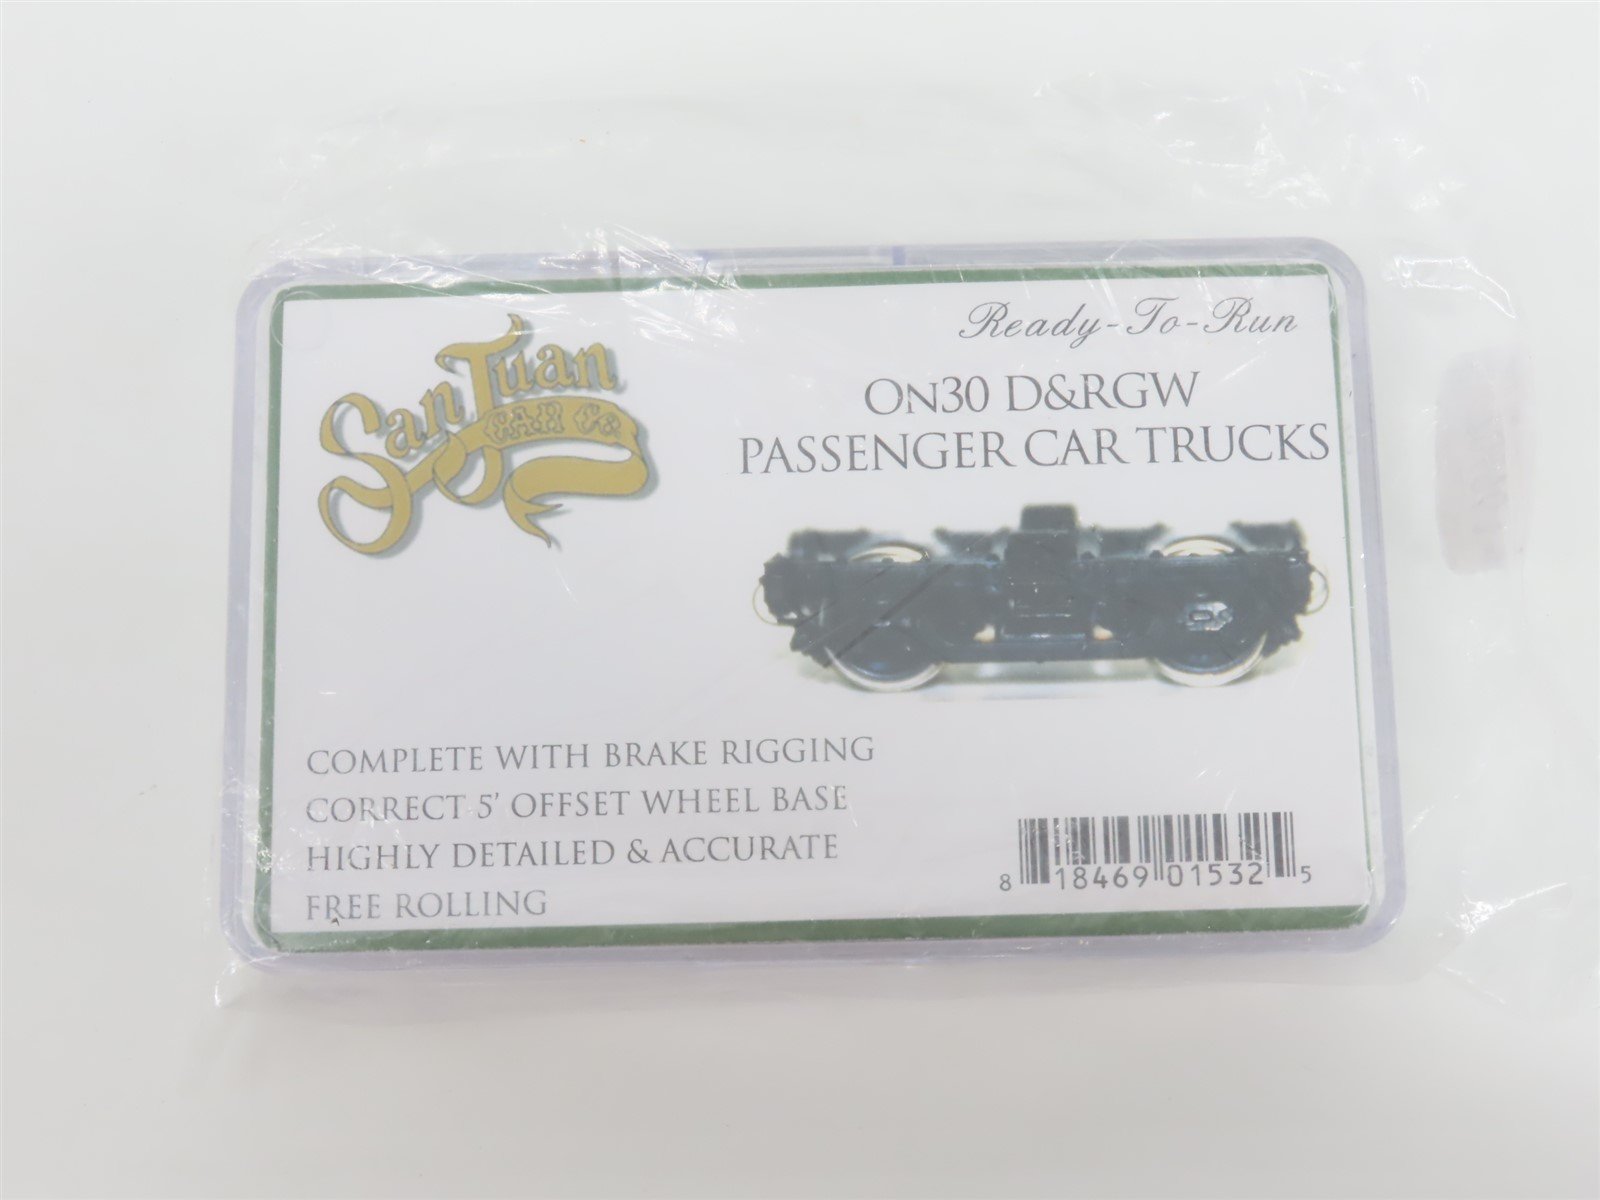 San Juan
CAR Co.
Ready-To-Run
ON30 D&RGW
PASSENGER CAR TRUCKS
COMPLETE WITH BRAKE RIGGING
CORRECT 5' OFFSET WHEEL BASE
HIGHLY DETAILED & ACCURATE
FREE ROLLING
8 18469 01532 5